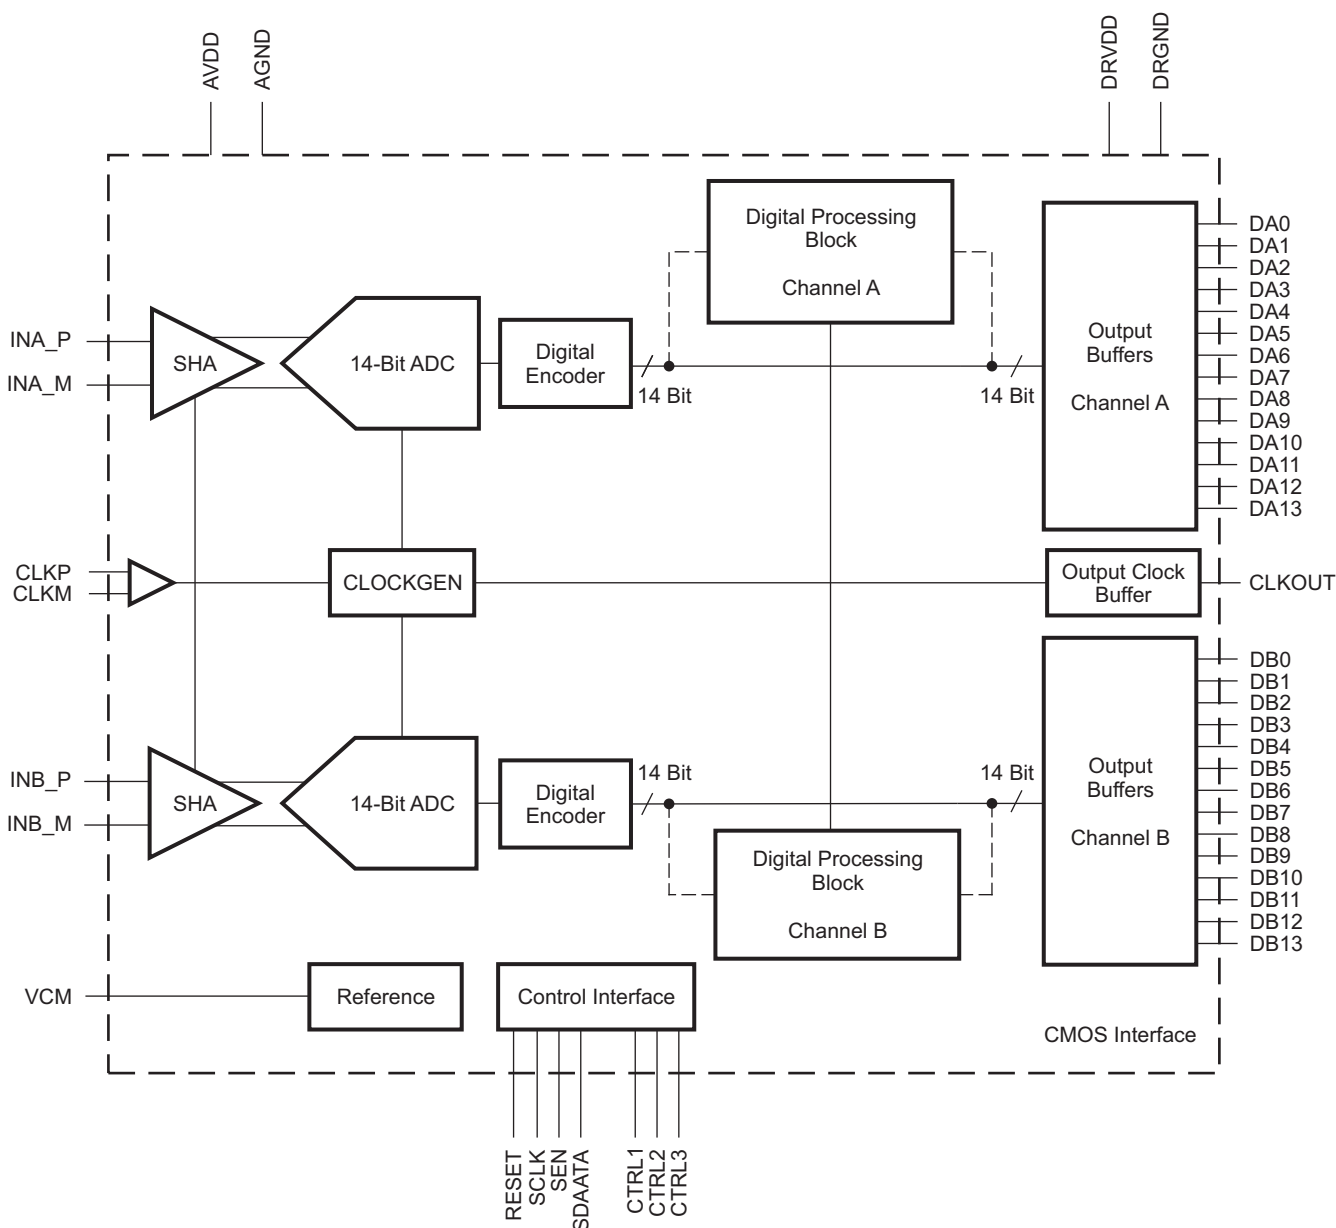 AVDD
AGND
DRVDD
DRGND
Digital Processing
Block
Channel A
Output
Buffers
Channel A
DA0
DA1
DA2
DA3
DA4
DA5
DA6
DA7
DA8
DA9
DA10
DA11
DA12
DA13
INA_P
INA_M
SHA
14-Bit ADC
Digital
Encoder
14 Bit
14 Bit
CLKP
CLKM
CLOCKGEN
Output Clock
Buffer
CLKOUT
INB_P
INB_M
SHA
14-Bit ADC
Digital
Encoder
14 Bit
14 Bit
Digital Processing
Block
Channel B
Output
Buffers
Channel B
DB0
DB1
DB2
DB3
DB4
DB5
DB6
DB7
DB8
DB9
DB10
DB11
DB12
DB13
VCM
Reference
Control Interface
CMOS Interface
RESET
SCLK
SEN
SDAATA
CTRL1
CTRL2
CTRL3